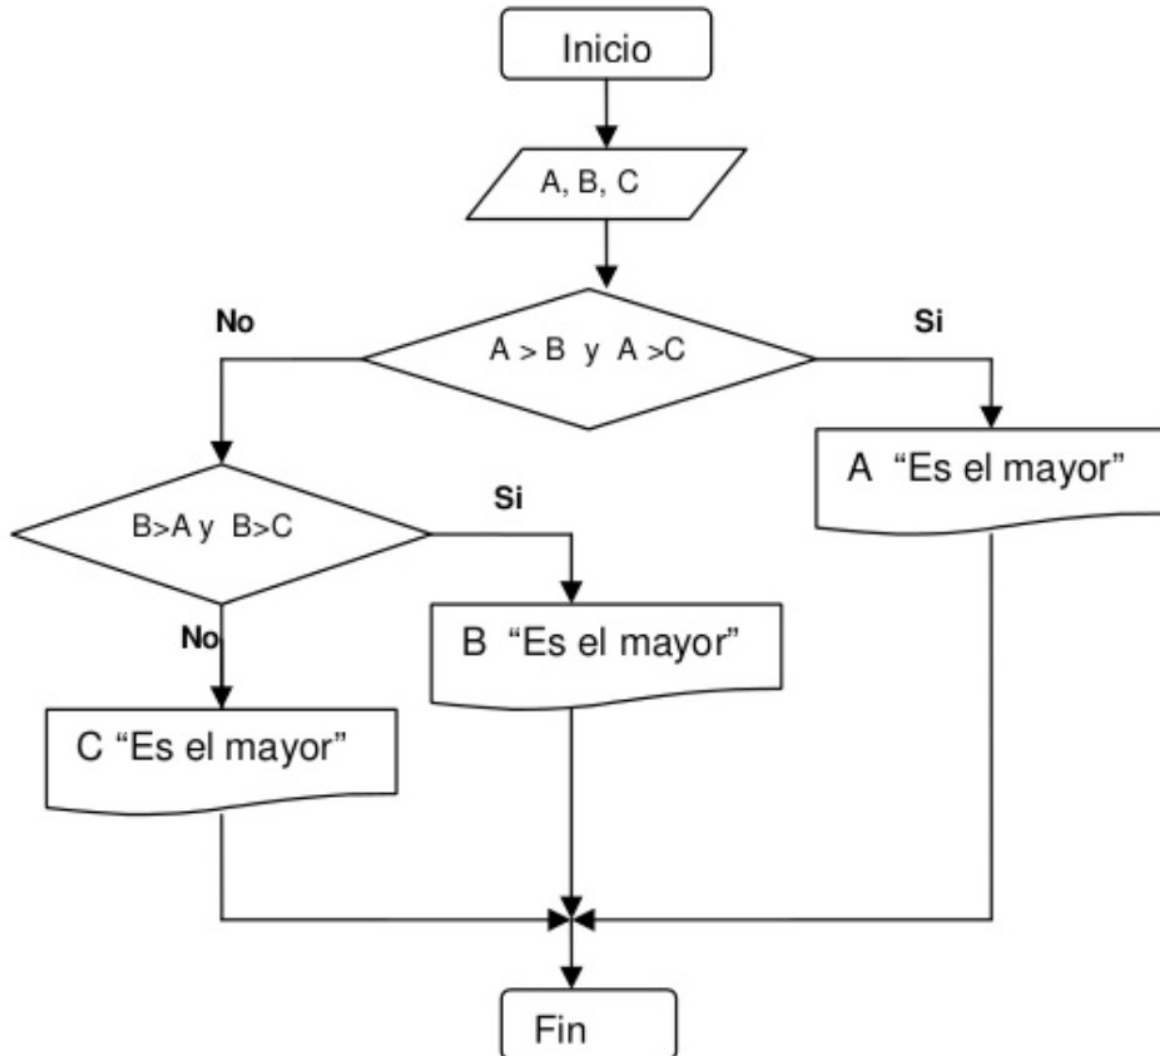 Inicio
A, B, C
No
Si
A > B y A >C
A “Es el mayor”
B>A y B>C
Si
No
B “Es el mayor”
C “Es el mayor”
Fin